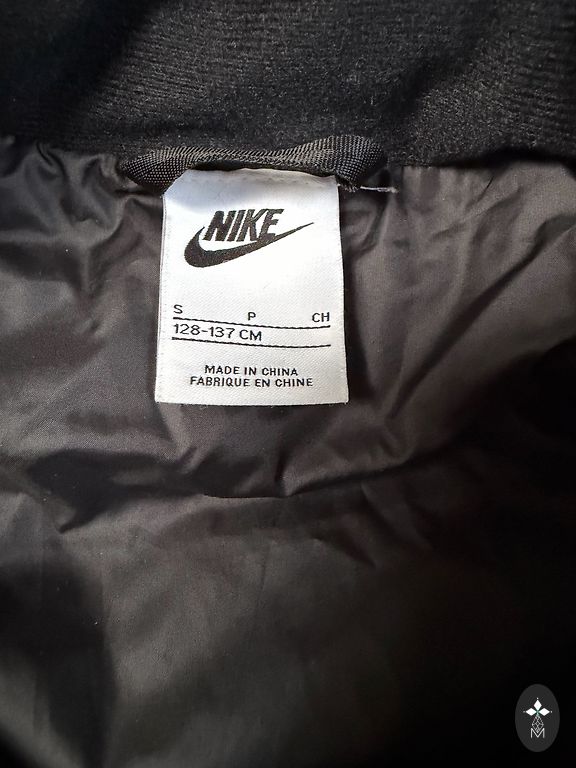 NIKE
S P CH
128-137 CM
MADE IN CHINA
FABRIQUE EN CHINE